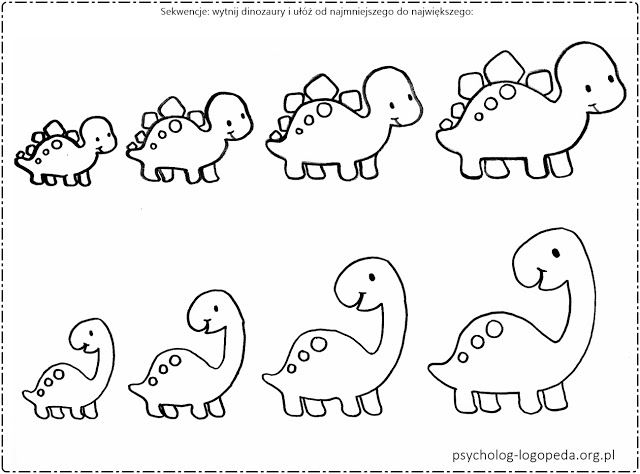 Sekwencje: wytnij dinozaury i ułóż od najmniejszego do największego:
psycholog-logopeda.org.pl